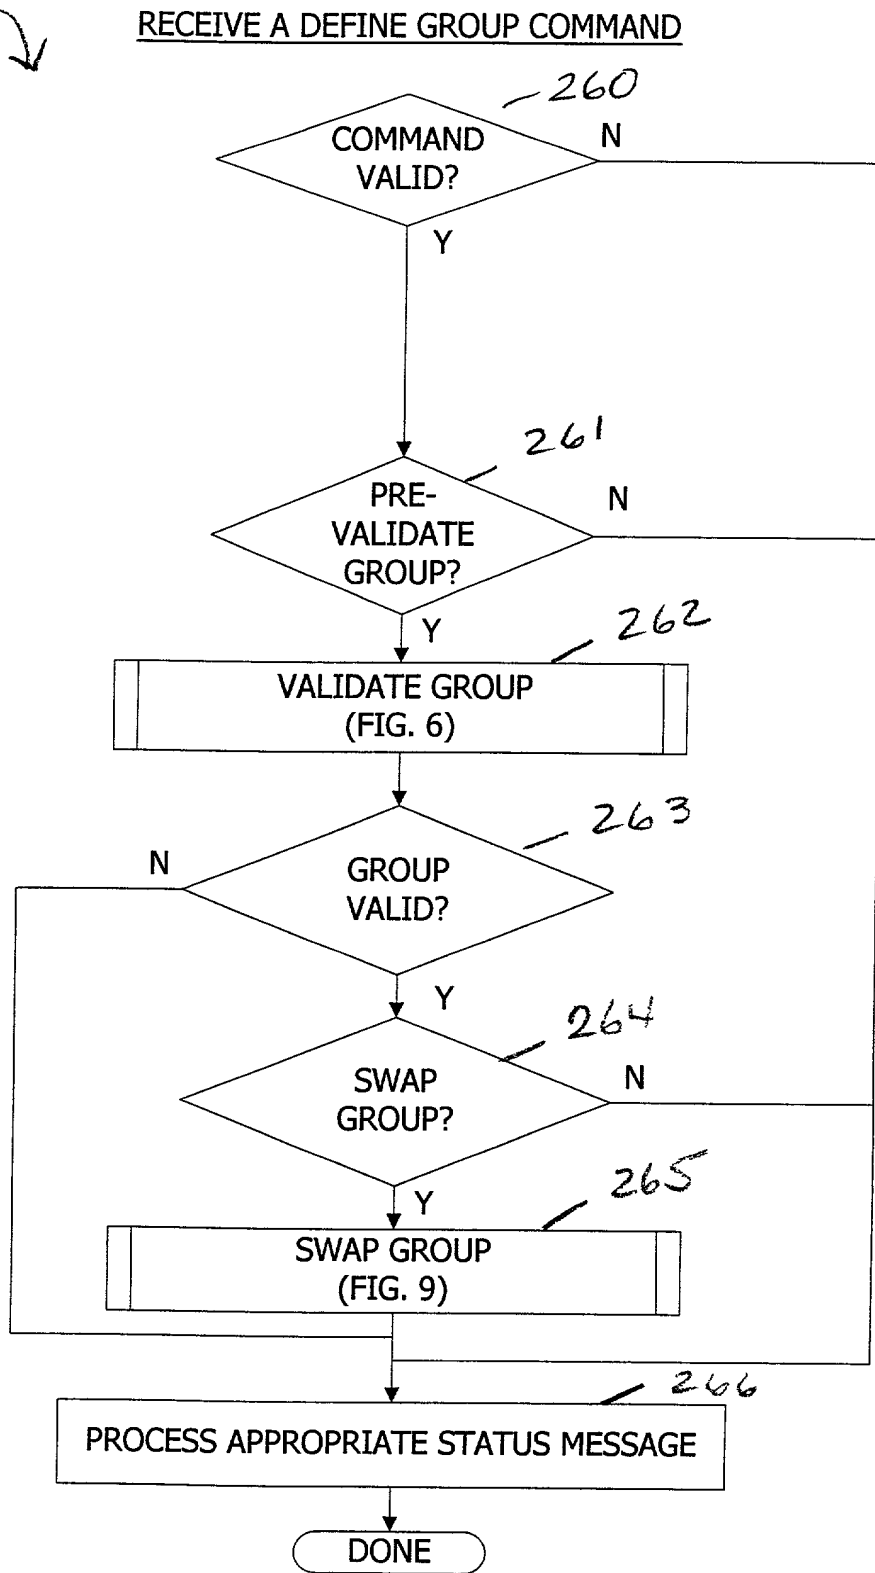 RECEIVE A DEFINE GROUP COMMAND
260
COMMAND
VALID?
N
Y
261
PRE-
VALIDATE
GROUP?
N
Y
262
VALIDATE GROUP
(FIG. 6)
263
GROUP
VALID?
N
Y
264
SWAP
GROUP?
N
Y
265
SWAP GROUP
(FIG. 9)
266
PROCESS APPROPRIATE STATUS MESSAGE
DONE